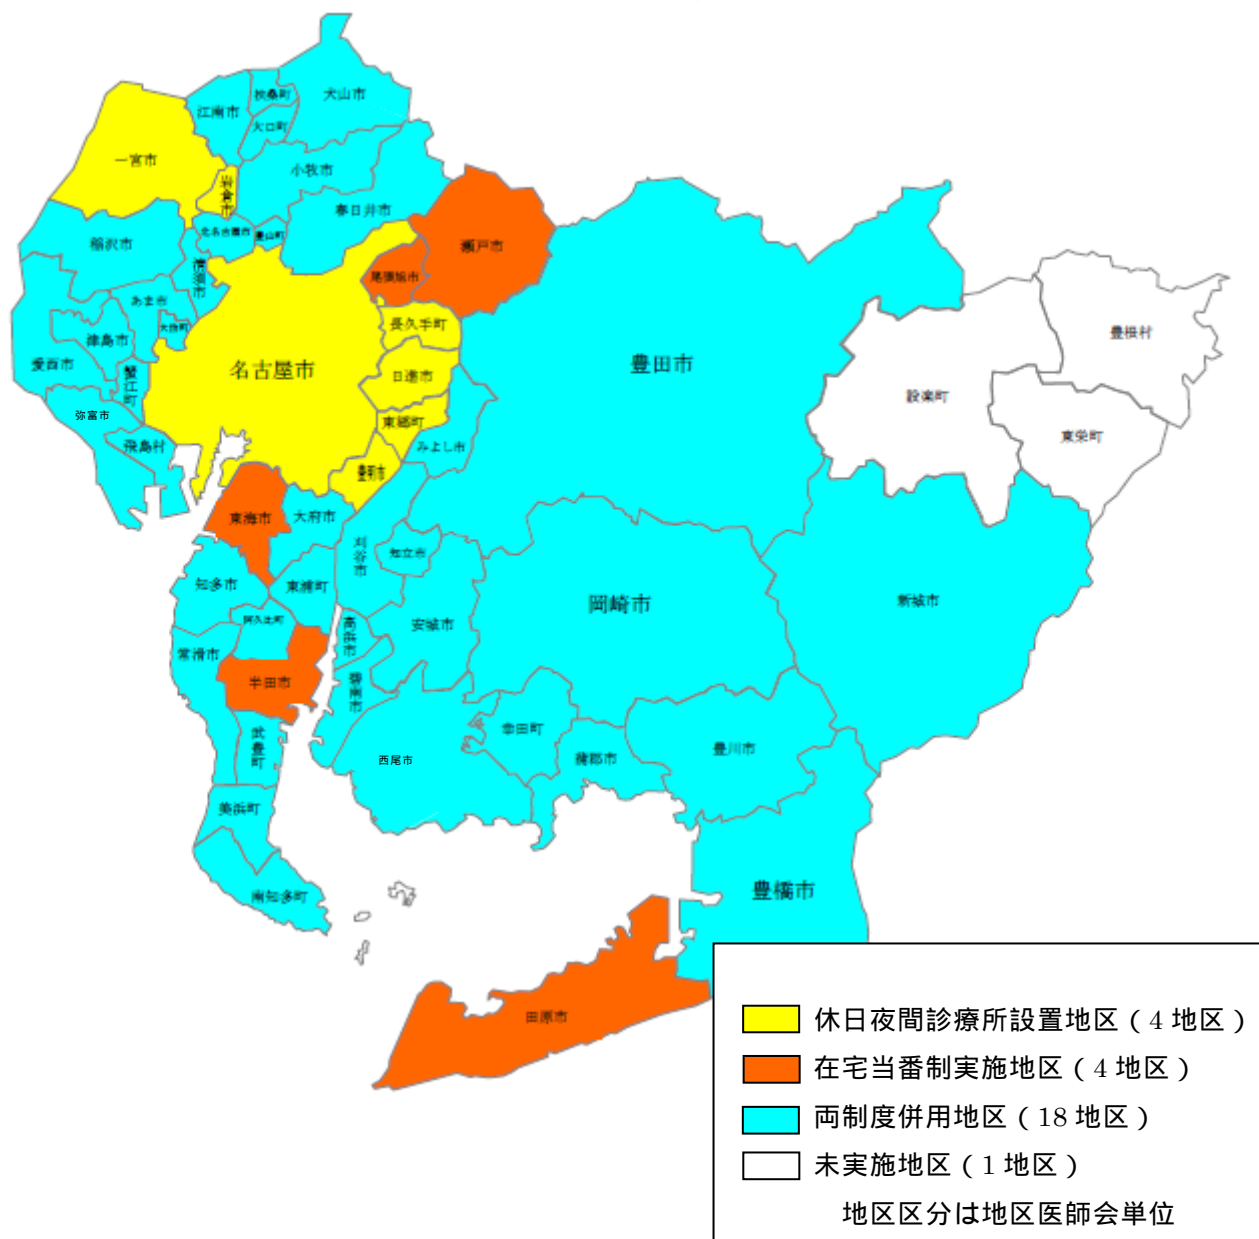 犬山市
扶桑町
江南市
大口町
一宮市
小牧市
岩倉市
春日井市
北名古屋市
豊山町
稲沢市
瀬戸市
清須市
尾張旭市
あま市
長久手町
大治町
津島市
豊根村
愛西市
名古屋市
豊田市
日進市
蟹江町
設楽町
弥富市
東郷町
東栄町
飛島村
みよし市
豊明市
東海市
大府市
刈谷市
知立市
知多市
東浦町
岡崎市
新城市
阿久比町
高浜市
安城市
常滑市
半田市
碧南市
幸田町
武豊町
西尾市
蒲郡市
豊川市
美浜町
豊橋市
南知多町
田原市
休日夜間診療所設置地区(4地区)
在宅当番制実施地区(4地区)
両制度併用地区(18地区)
未実施地区(1地区)
地区区分は地区医師会単位